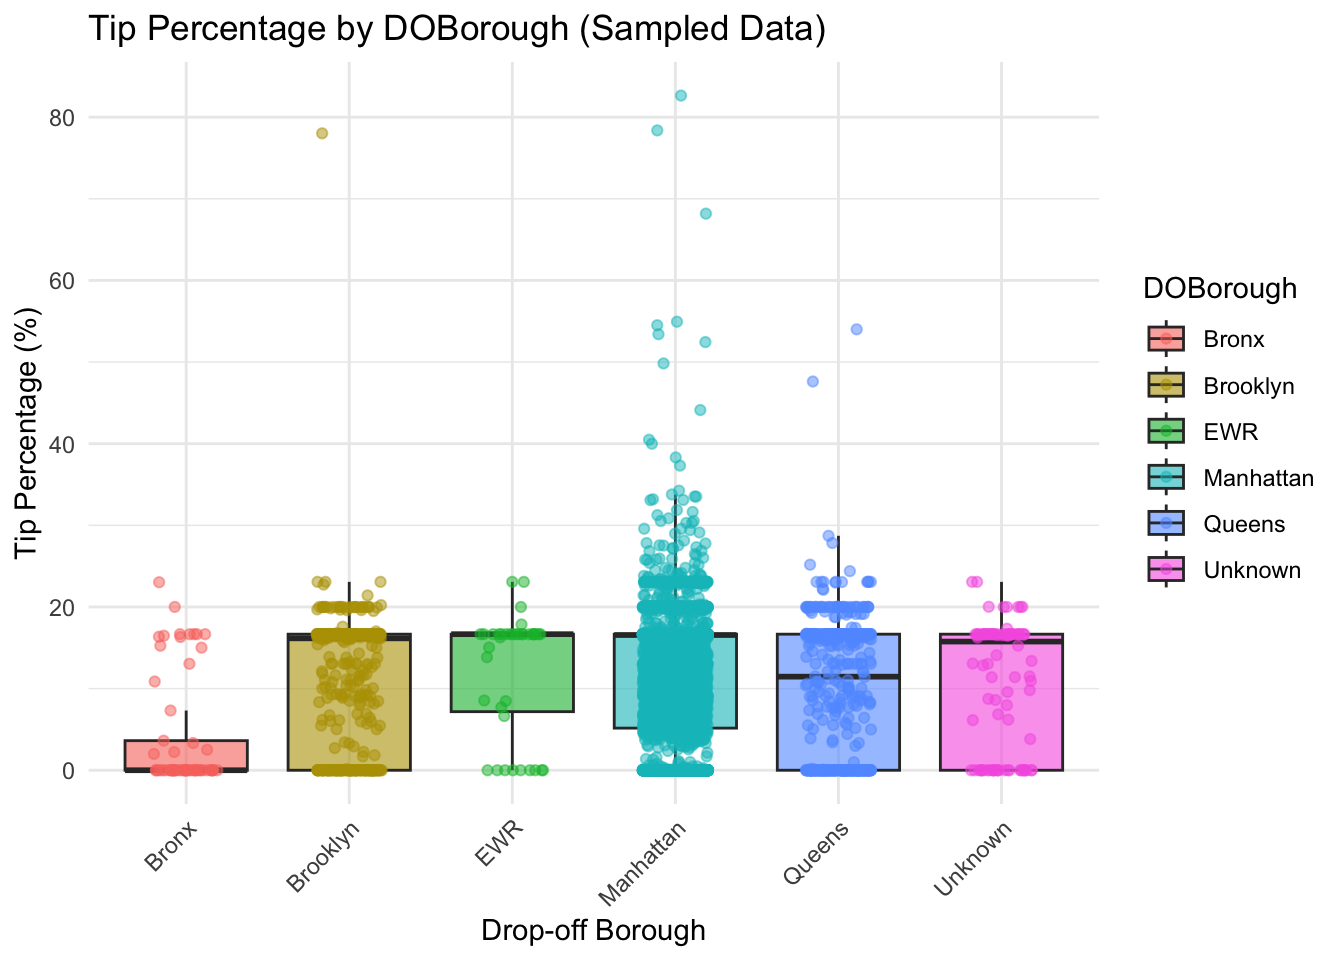 Tip Percentage by DOBorough (Sampled Data)
Tip Percentage (%)
80
60
40
20
0
Bronx
Brooklyn
EWR
Manhattan
Queens
Unknown
Drop-off Borough
DOBorough
Bronx
Brooklyn
EWR
Manhattan
Queens
Unknown